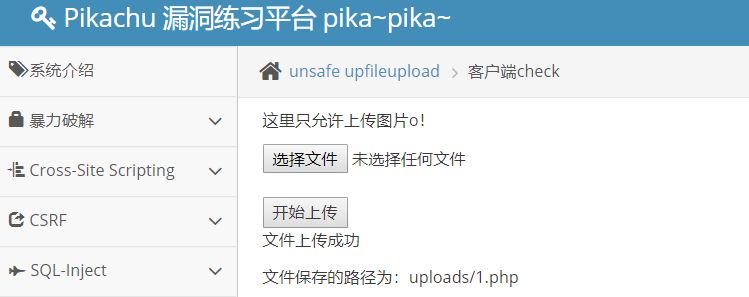 Pikachu 漏洞练习平台 pika~pika~
系统介绍
暴力破解
Cross-Site Scripting
CSRF
SQL-Inject
unsafe upfileupload > 客户端check
这里只允许上传图片o！
选择文件 未选择任何文件
开始上传
文件上传成功
文件保存的路径为：uploads/1.php